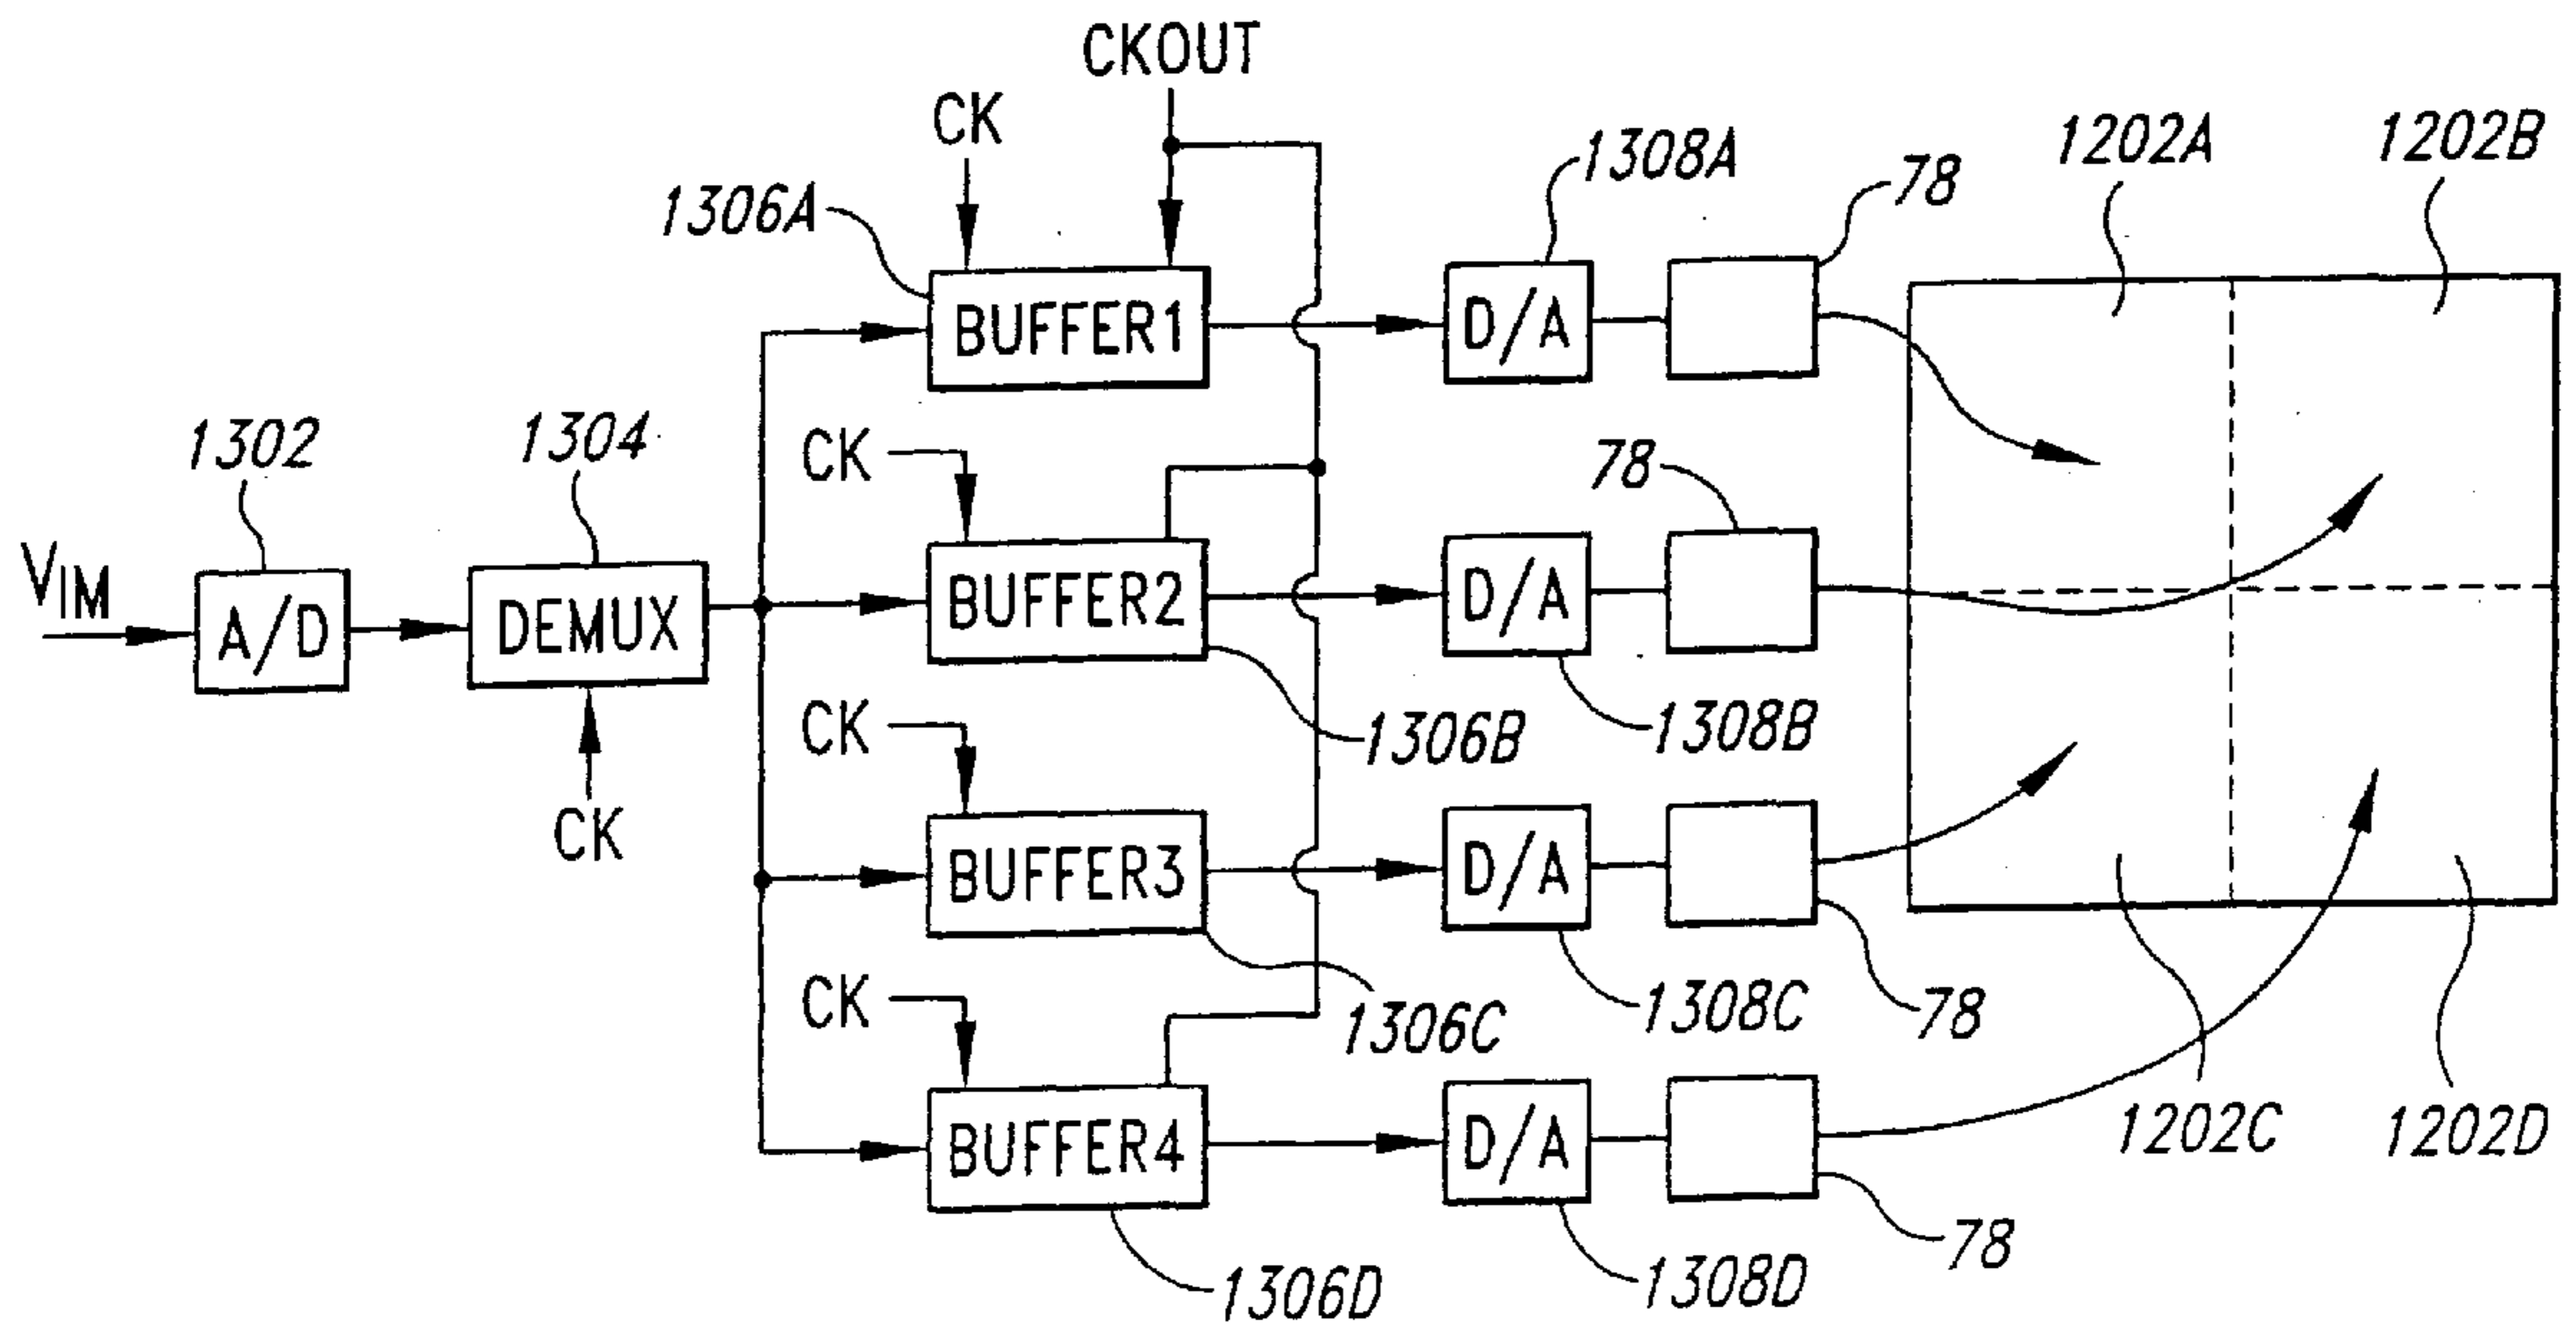 CKOUT
CK
1308A
1202A
1202B
1306A
78
BUFFER1
D/A
1302
1304
CK
78
VIM
A/D
DEMUX
BUFFER2
D/A
CK
1306B
1308B
CK
BUFFER3
D/A
CK
1306C
1308C
78
1202C
1202D
BUFFER4
D/A
78
1306D
1308D